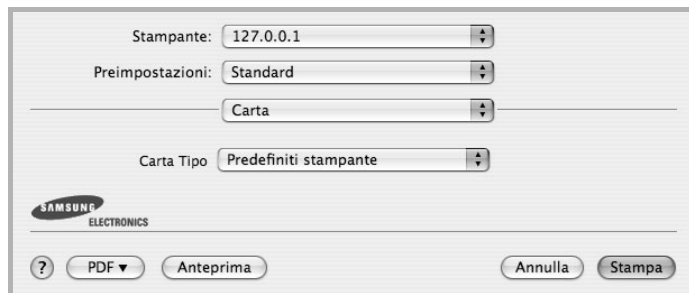 Stampante: 127.0.0.1
Preimpostazioni: Standard
Carta
Carta Tipo Predefiniti stampante
SAMSUNG
ELECTRONICS
? PDF▼ Anteprima Annulla Stampa